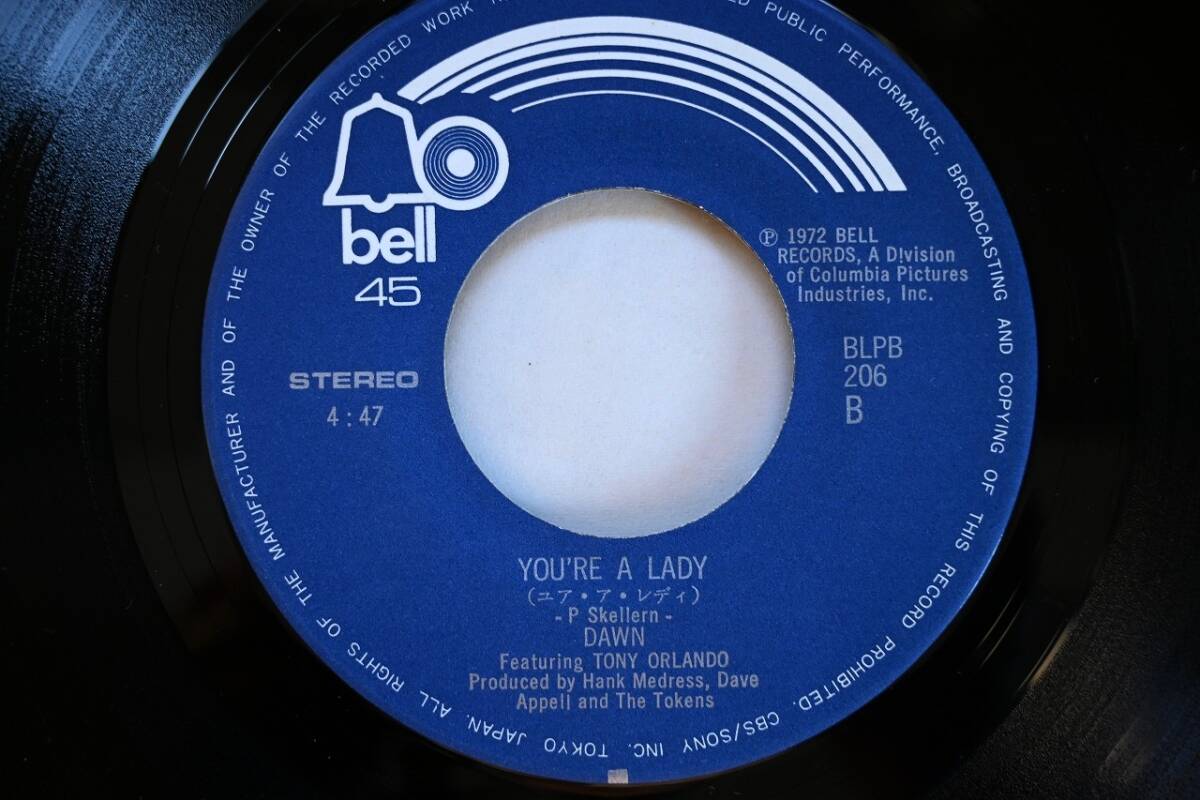 bell
45
℗ 1972 BELL
RECORDS, A D!vision
of Columbia Pictures
Industries, Inc.
STEREO
4:47
BLPB
206
B
YOU'RE A LADY
(ユア・ア・レディ)
- P Skellern -
DAWN
Featuring TONY ORLANDO
Produced by Hank Medress, Dave
Appell and The Tokens
ALL RIGHTS OF THE MANUFACTURER AND OF THE OWNER OF THE RECORDED WORK
PUBLIC PERFORMANCE, BROADCASTING AND COPYING OF THIS RECORD PROHIBITED. CBS/SONY INC. TOKYO JAPAN.